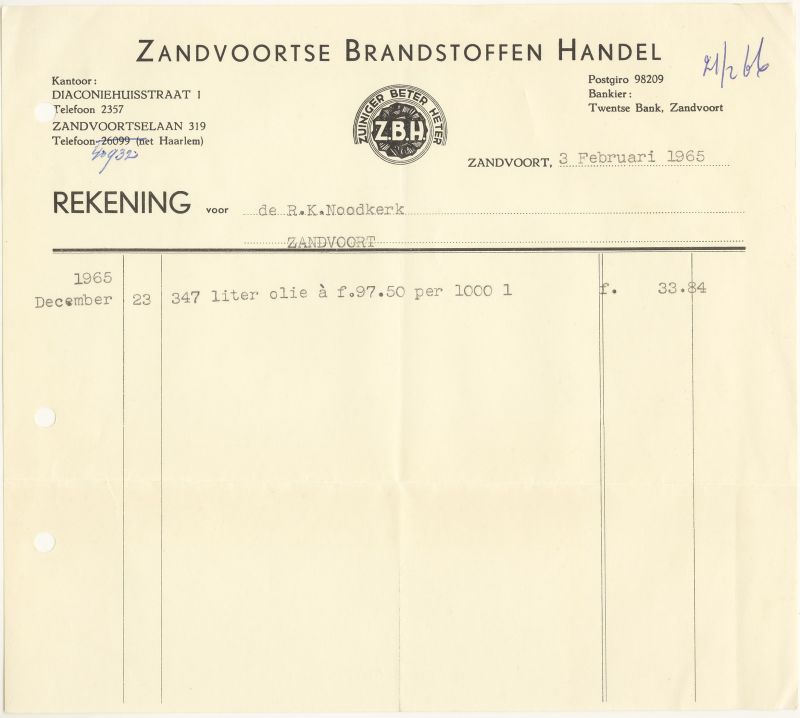 ZANDVOORTSE BRANDSTOFFEN HANDEL
21/2 66
Kantoor:
DIACONIEHUISSTRAAT 1
Telefoon 2357
ZANDVOORTSELAAN 319
Telefoon 26099 (net Haarlem)
ZUINIGER BETER HETER
Z.B.H
Postgiro 98209
Bankier:
Twentse Bank, Zandvoort
ZANDVOORT, 3 Februari 1965
REKENING voor de R.K.Noodkerk
ZANDVOORT
1965
December 23 347 liter olie à f.97.50 per 1000 l f. 33.84